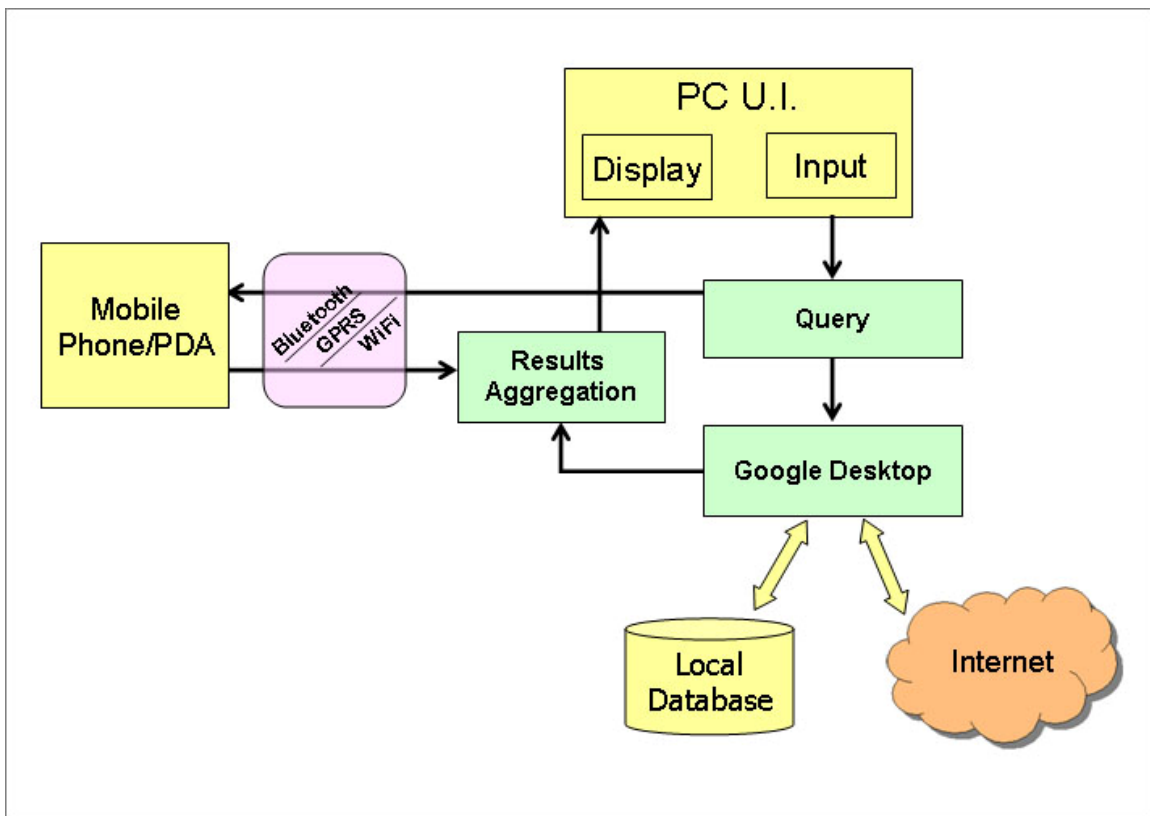 PC U.I.
Display
Input
Mobile
Phone/PDA
Bluetooth
GPRS
WiFi
Query
Results
Aggregation
Google Desktop
Local
Database
Internet